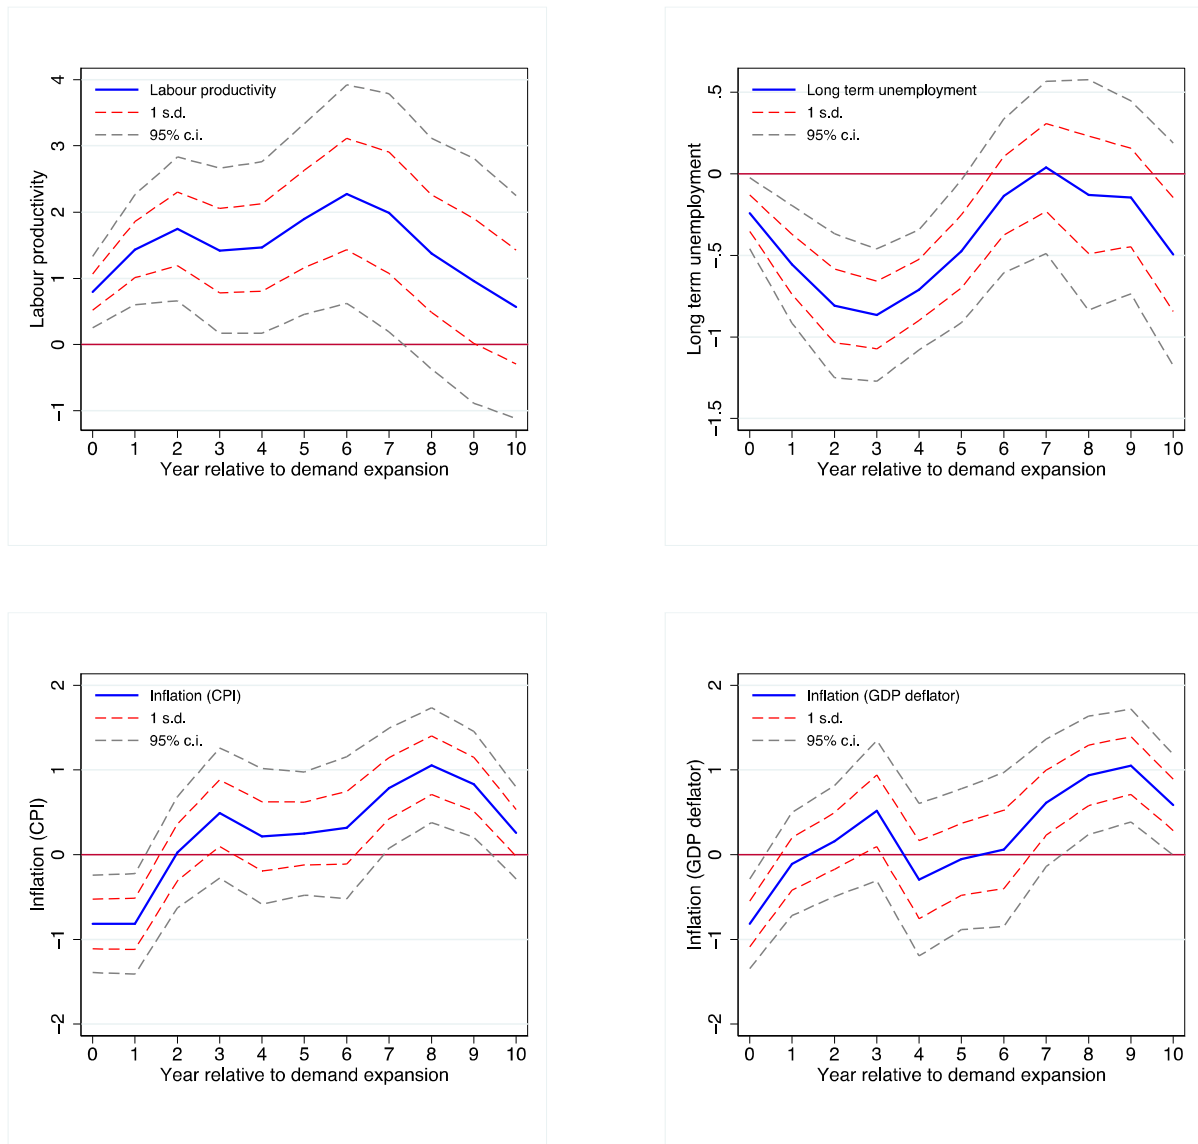 Labour productivity
1 s.d.
95% c.i.
Labour productivity
4
3
2
1
0
−1
0 1 2 3 4 5 6 7 8 9 10
Year relative to demand expansion
Long term unemployment
1 s.d.
95% c.i.
Long term unemployment
.5
0
−.5
−1
−1.5
0 1 2 3 4 5 6 7 8 9 10
Year relative to demand expansion
Inflation (CPI)
1 s.d.
95% c.i.
Inflation (CPI)
2
1
0
−1
−2
0 1 2 3 4 5 6 7 8 9 10
Year relative to demand expansion
Inflation (GDP deflator)
1 s.d.
95% c.i.
Inflation (GDP deflator)
2
1
0
−1
−2
0 1 2 3 4 5 6 7 8 9 10
Year relative to demand expansion